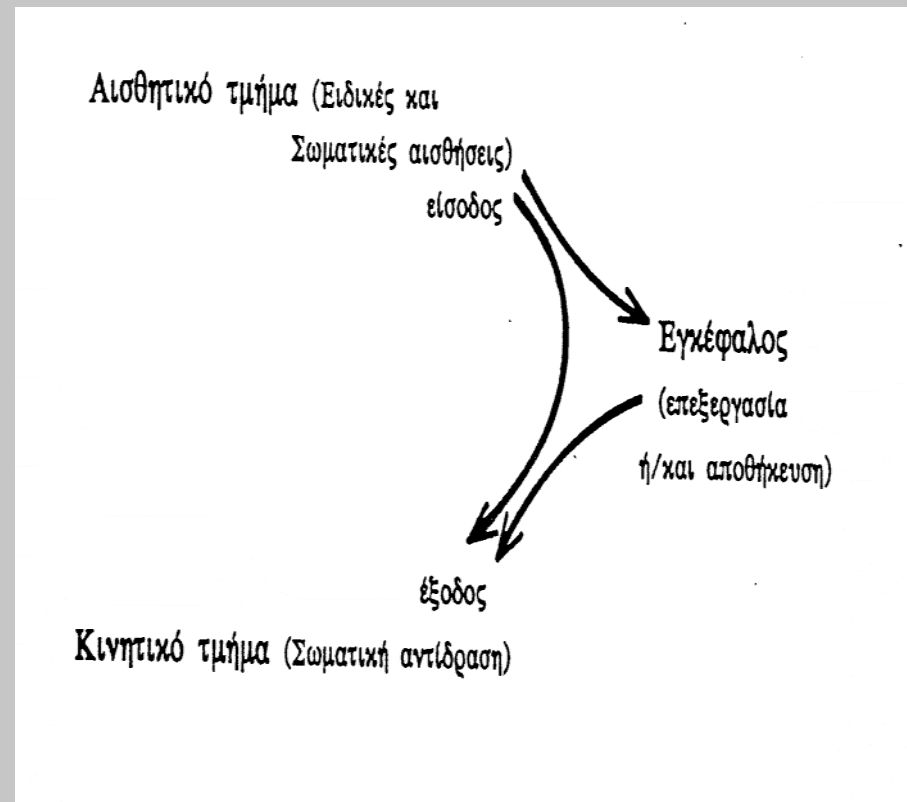 Αισθητικό τμήμα (Ειδικές και
Σωματικές αισθήσεις)
είσοδος
Εγκέφαλος
(επεξεργασία
ή/και αποθήκευση)
έξοδος
Κινητικό τμήμα (Σωματική αντίδραση)